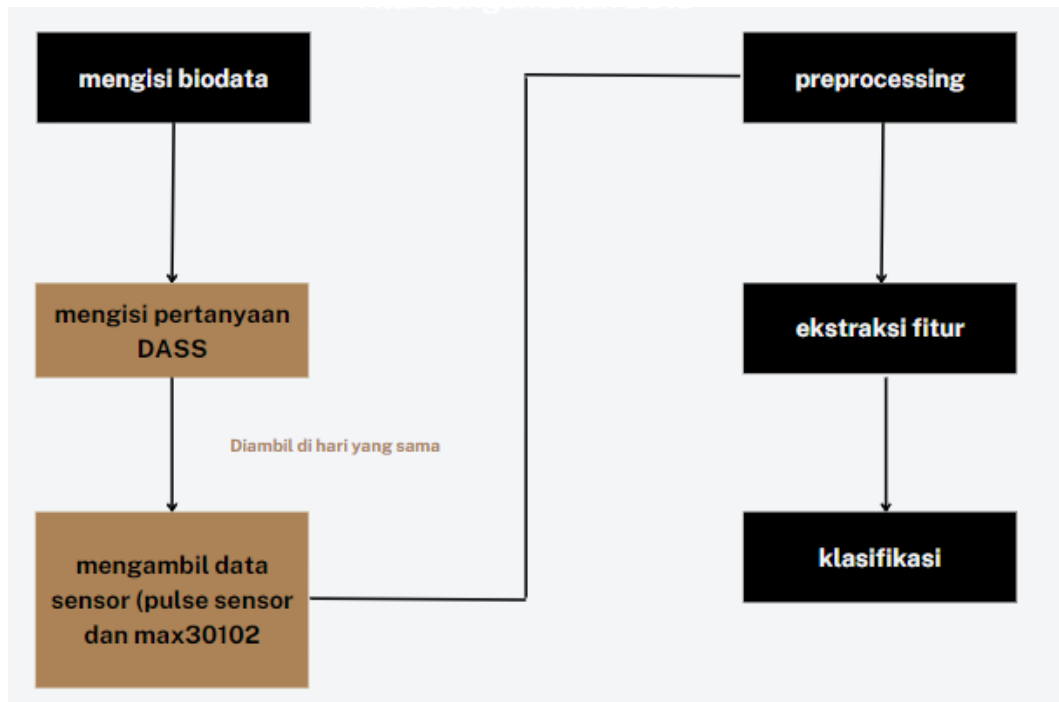 mengisi biodata
mengisi pertanyaan
DASS
Diambil di hari yang sama
mengambil data
sensor (pulse sensor
dan max30102
preprocessing
ekstraksi fitur
klasifikasi